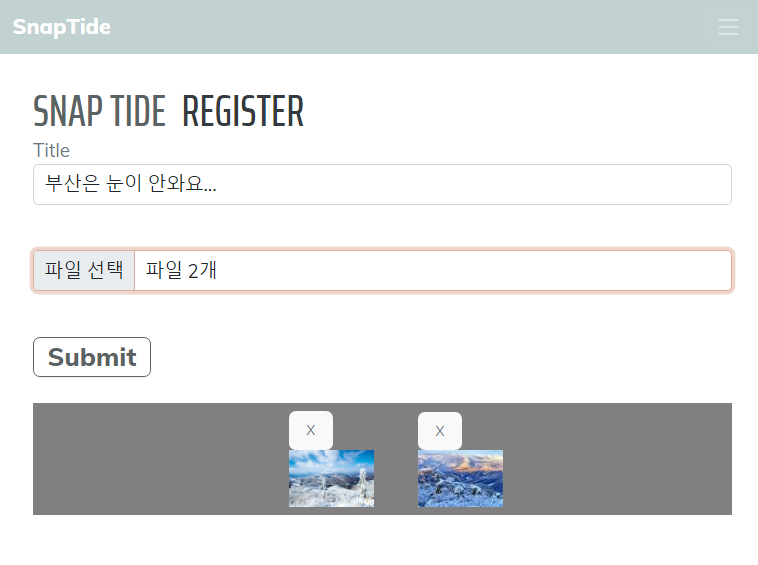 SnapTide
SNAP TIDE REGISTER
Title
부산은 눈이 안와요...
파일 선택 파일 2개
Submit
X X